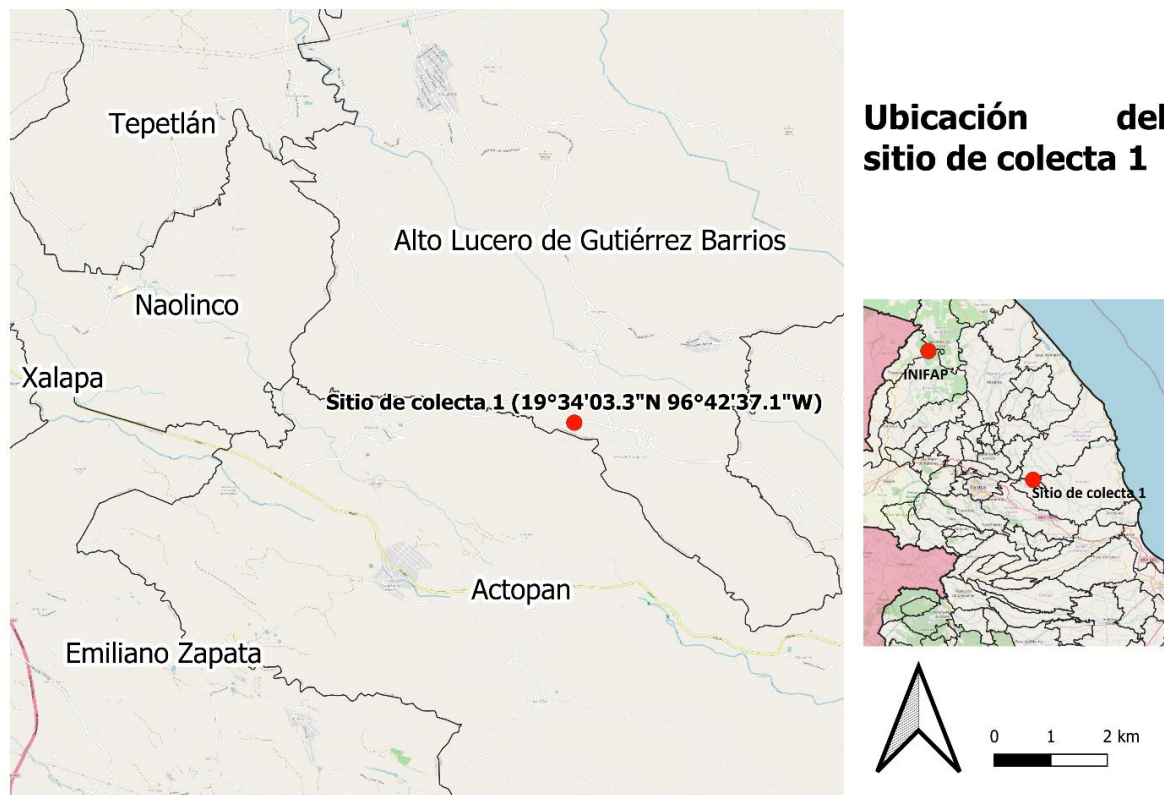 Ubicación del
sitio de colecta 1
Tepetlán
Alto Lucero de Gutiérrez Barrios
Naolinco
Xalapa
Sitio de colecta 1 (19°34'03.3"N 96°42'37.1"W)
Actopan
Emiliano Zapata
INIFAP
Sitio de colecta 1
0 1 2 km